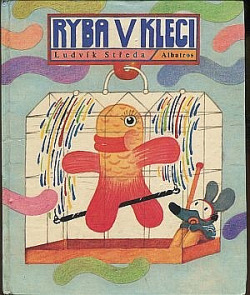 RYBA V KLECI
Ludvík Středa / Albatros